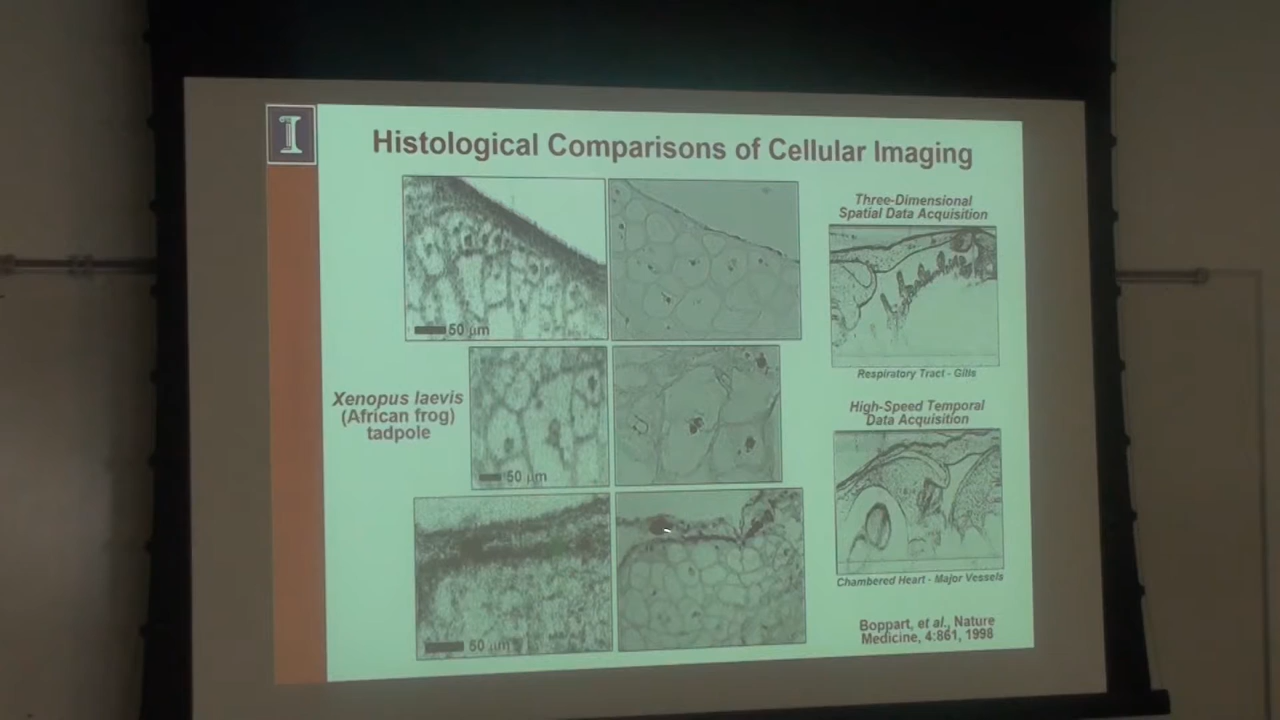 I
Histological Comparisons of Cellular Imaging
50 µm
50 µm
50 µm
Xenopus laevis
(African frog)
tadpole
Three-Dimensional
Spatial Data Acquisition
Respiratory Tract - Gills
High-Speed Temporal
Data Acquisition
Chambered Heart - Major Vessels
Boppart, et al., Nature
Medicine, 4:861, 1998